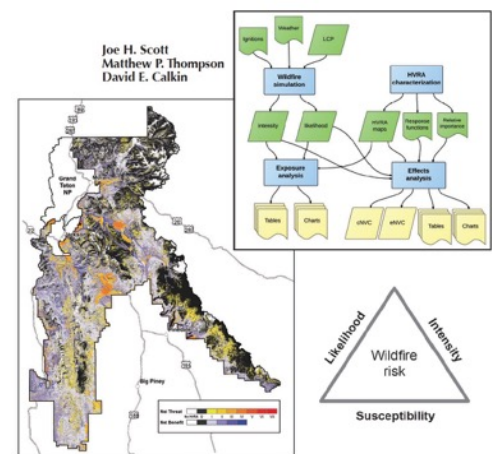 Joe H. Scott
Matthew P. Thompson
David E. Calkin
Ignitions
Weather
LCP
Wildfire
simulation
HVRA
characterization
intensity
likelihood
HVRA
maps
Response
functions
Relative
importance
Exposure
analysis
Effects
analysis
Tables
Charts
cNVC
eNVC
Tables
Charts
Grand
Teton
NP
Big Piney
Net Threat
Net Benefit
Likelihood
Intensity
Wildfire
risk
Susceptibility